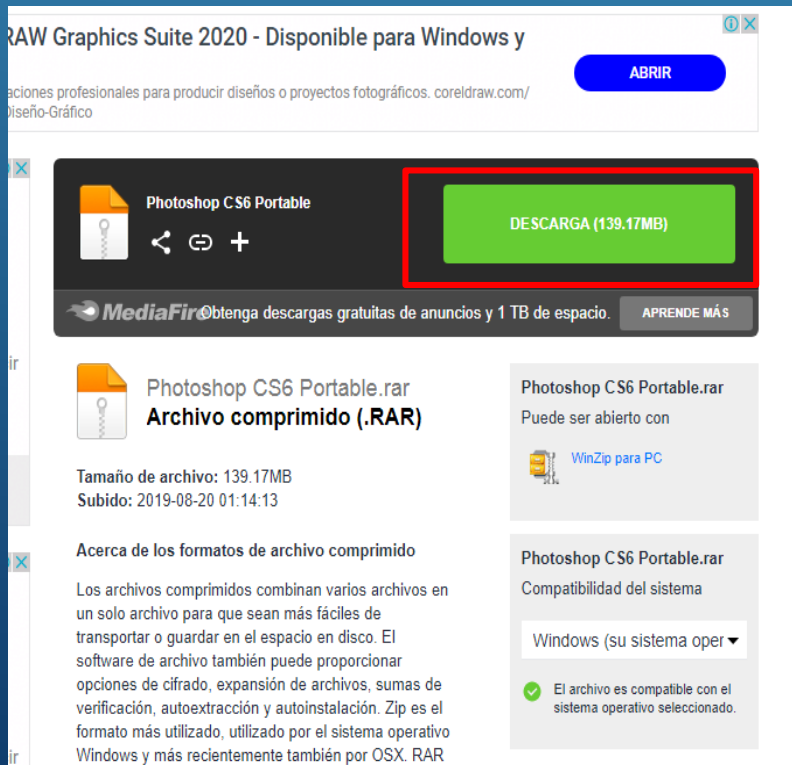 RAW Graphics Suite 2020 - Disponible para Windows y
aciones profesionales para producir diseños o proyectos fotográficos. coreldraw.com/
Diseño-Gráfico
ABRIR
Photoshop CS6 Portable
DESCARGA (139.17MB)
MediaFire
Obtenga descargas gratuitas de anuncios y 1 TB de espacio.
APRENDE MÁS
ir
Photoshop CS6 Portable.rar
Archivo comprimido (.RAR)
Tamaño de archivo: 139.17MB
Subido: 2019-08-20 01:14:13
Acerca de los formatos de archivo comprimido
Los archivos comprimidos combinan varios archivos en
un solo archivo para que sean más fáciles de
transportar o guardar en el espacio en disco. El
software de archivo también puede proporcionar
opciones de cifrado, expansión de archivos, sumas de
verificación, autoextracción y autoinstalación. Zip es el
formato más utilizado, utilizado por el sistema operativo
Windows y más recientemente también por OSX. RAR
ir
Photoshop CS6 Portable.rar
Puede ser abierto con
WinZip para PC
Photoshop CS6 Portable.rar
Compatibilidad del sistema
Windows (su sistema oper
El archivo es compatible con el
sistema operativo seleccionado.